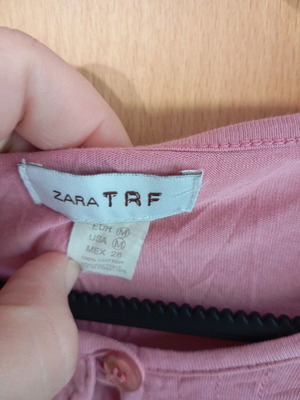 ZARA TRF
EUR M
USA M
MEX 28